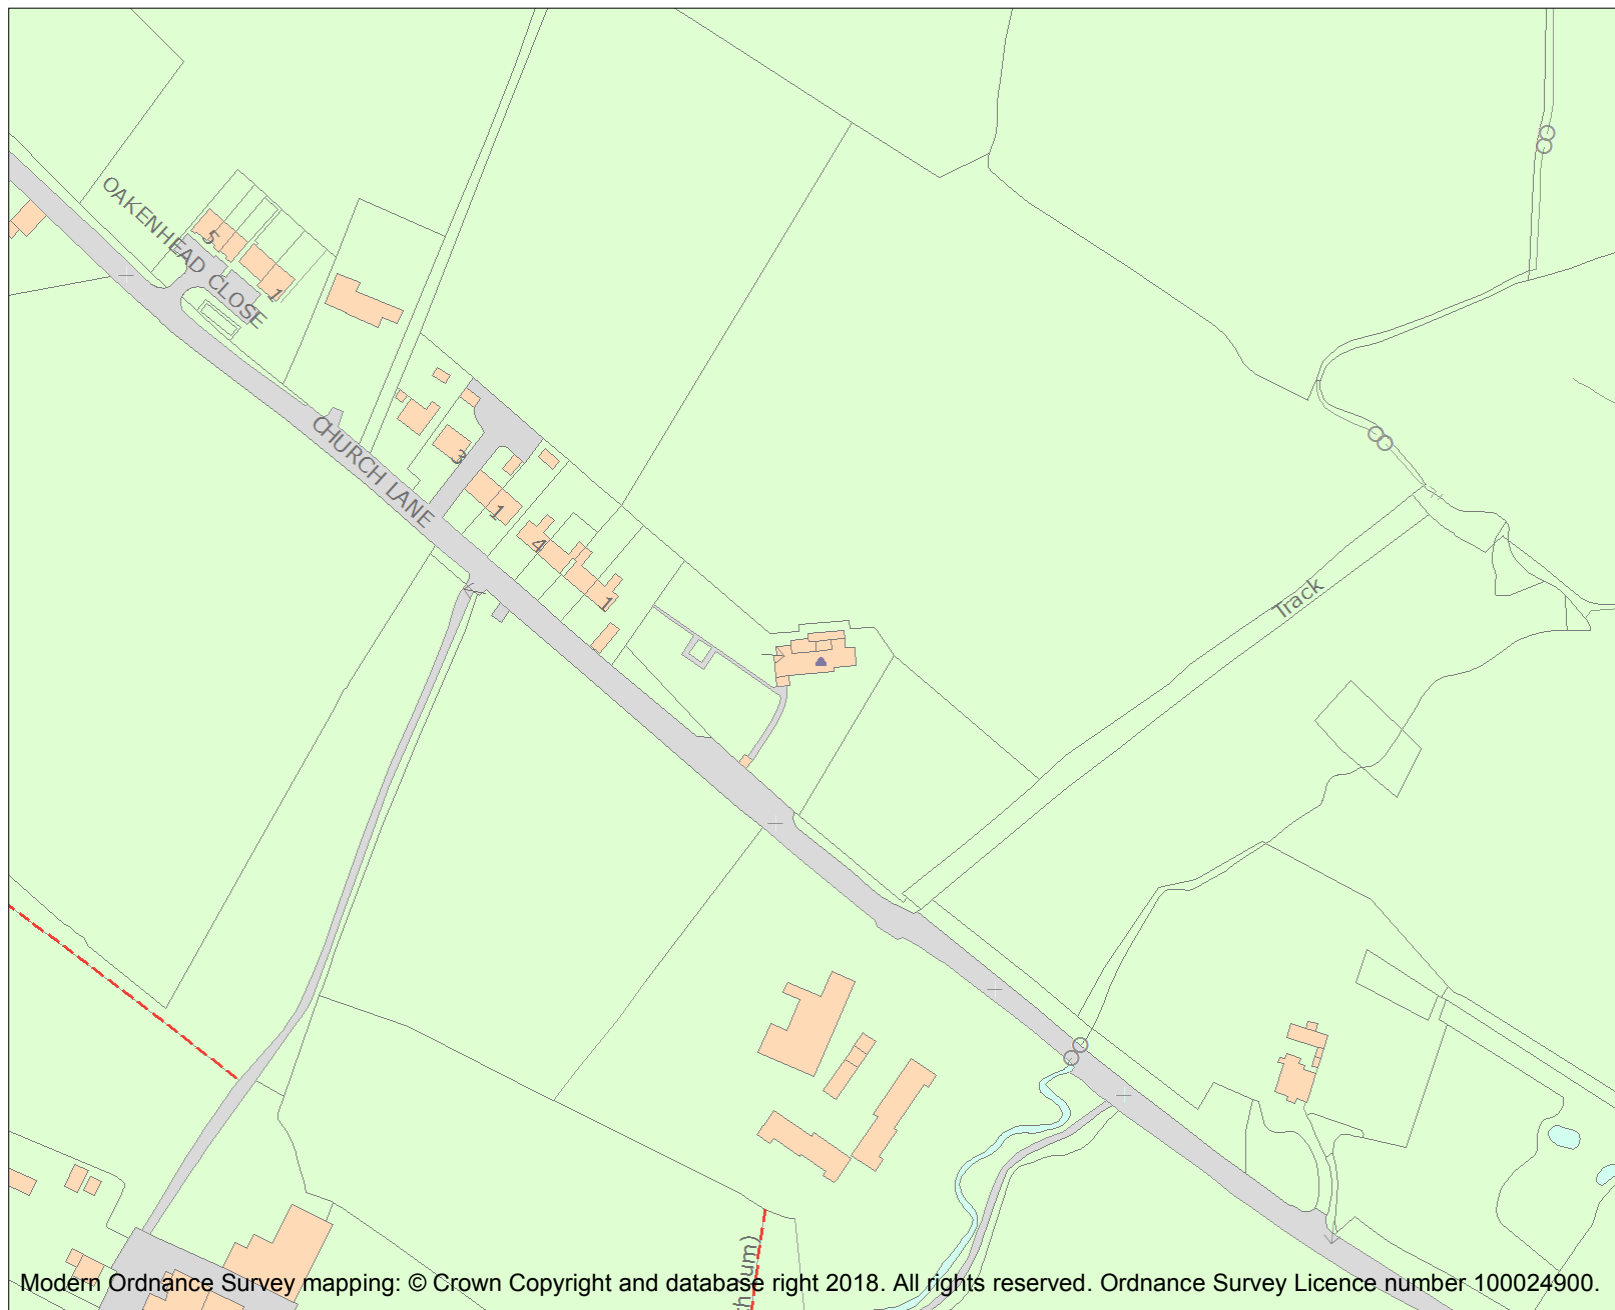 OAKENHEAD CLOSE
5
1
CHURCH LANE
3
1
4
1
Track
Modern Ordnance Survey mapping: © Crown Copyright and database right 2018. All rights reserved. Ordnance Survey Licence number 100024900.